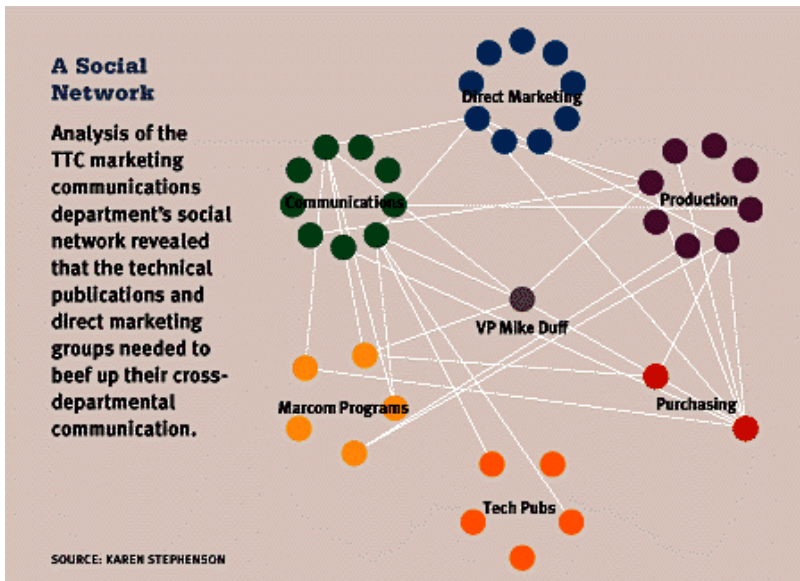 A Social
Network
Analysis of the
TTC marketing
communications
department's social
network revealed
that the technical
publications and
direct marketing
groups needed to
beef up their cross-
departmental
communication.
Direct Marketing
Communications
Production
VP Mike Duff
Marcom Programs
Purchasing
Tech Pubs
SOURCE: KAREN STEPHENSON